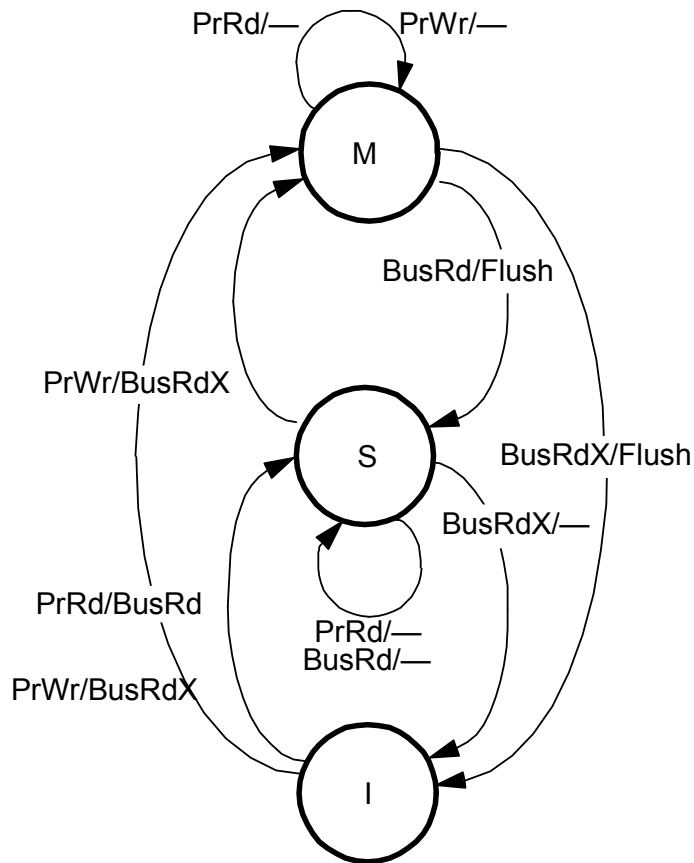 PrRd/—
PrWr/—
M
BusRd/Flush
PrWr/BusRdX
S
BusRdX/Flush
BusRdX/—
PrRd/BusRd
PrRd/—
BusRd/—
PrWr/BusRdX
I